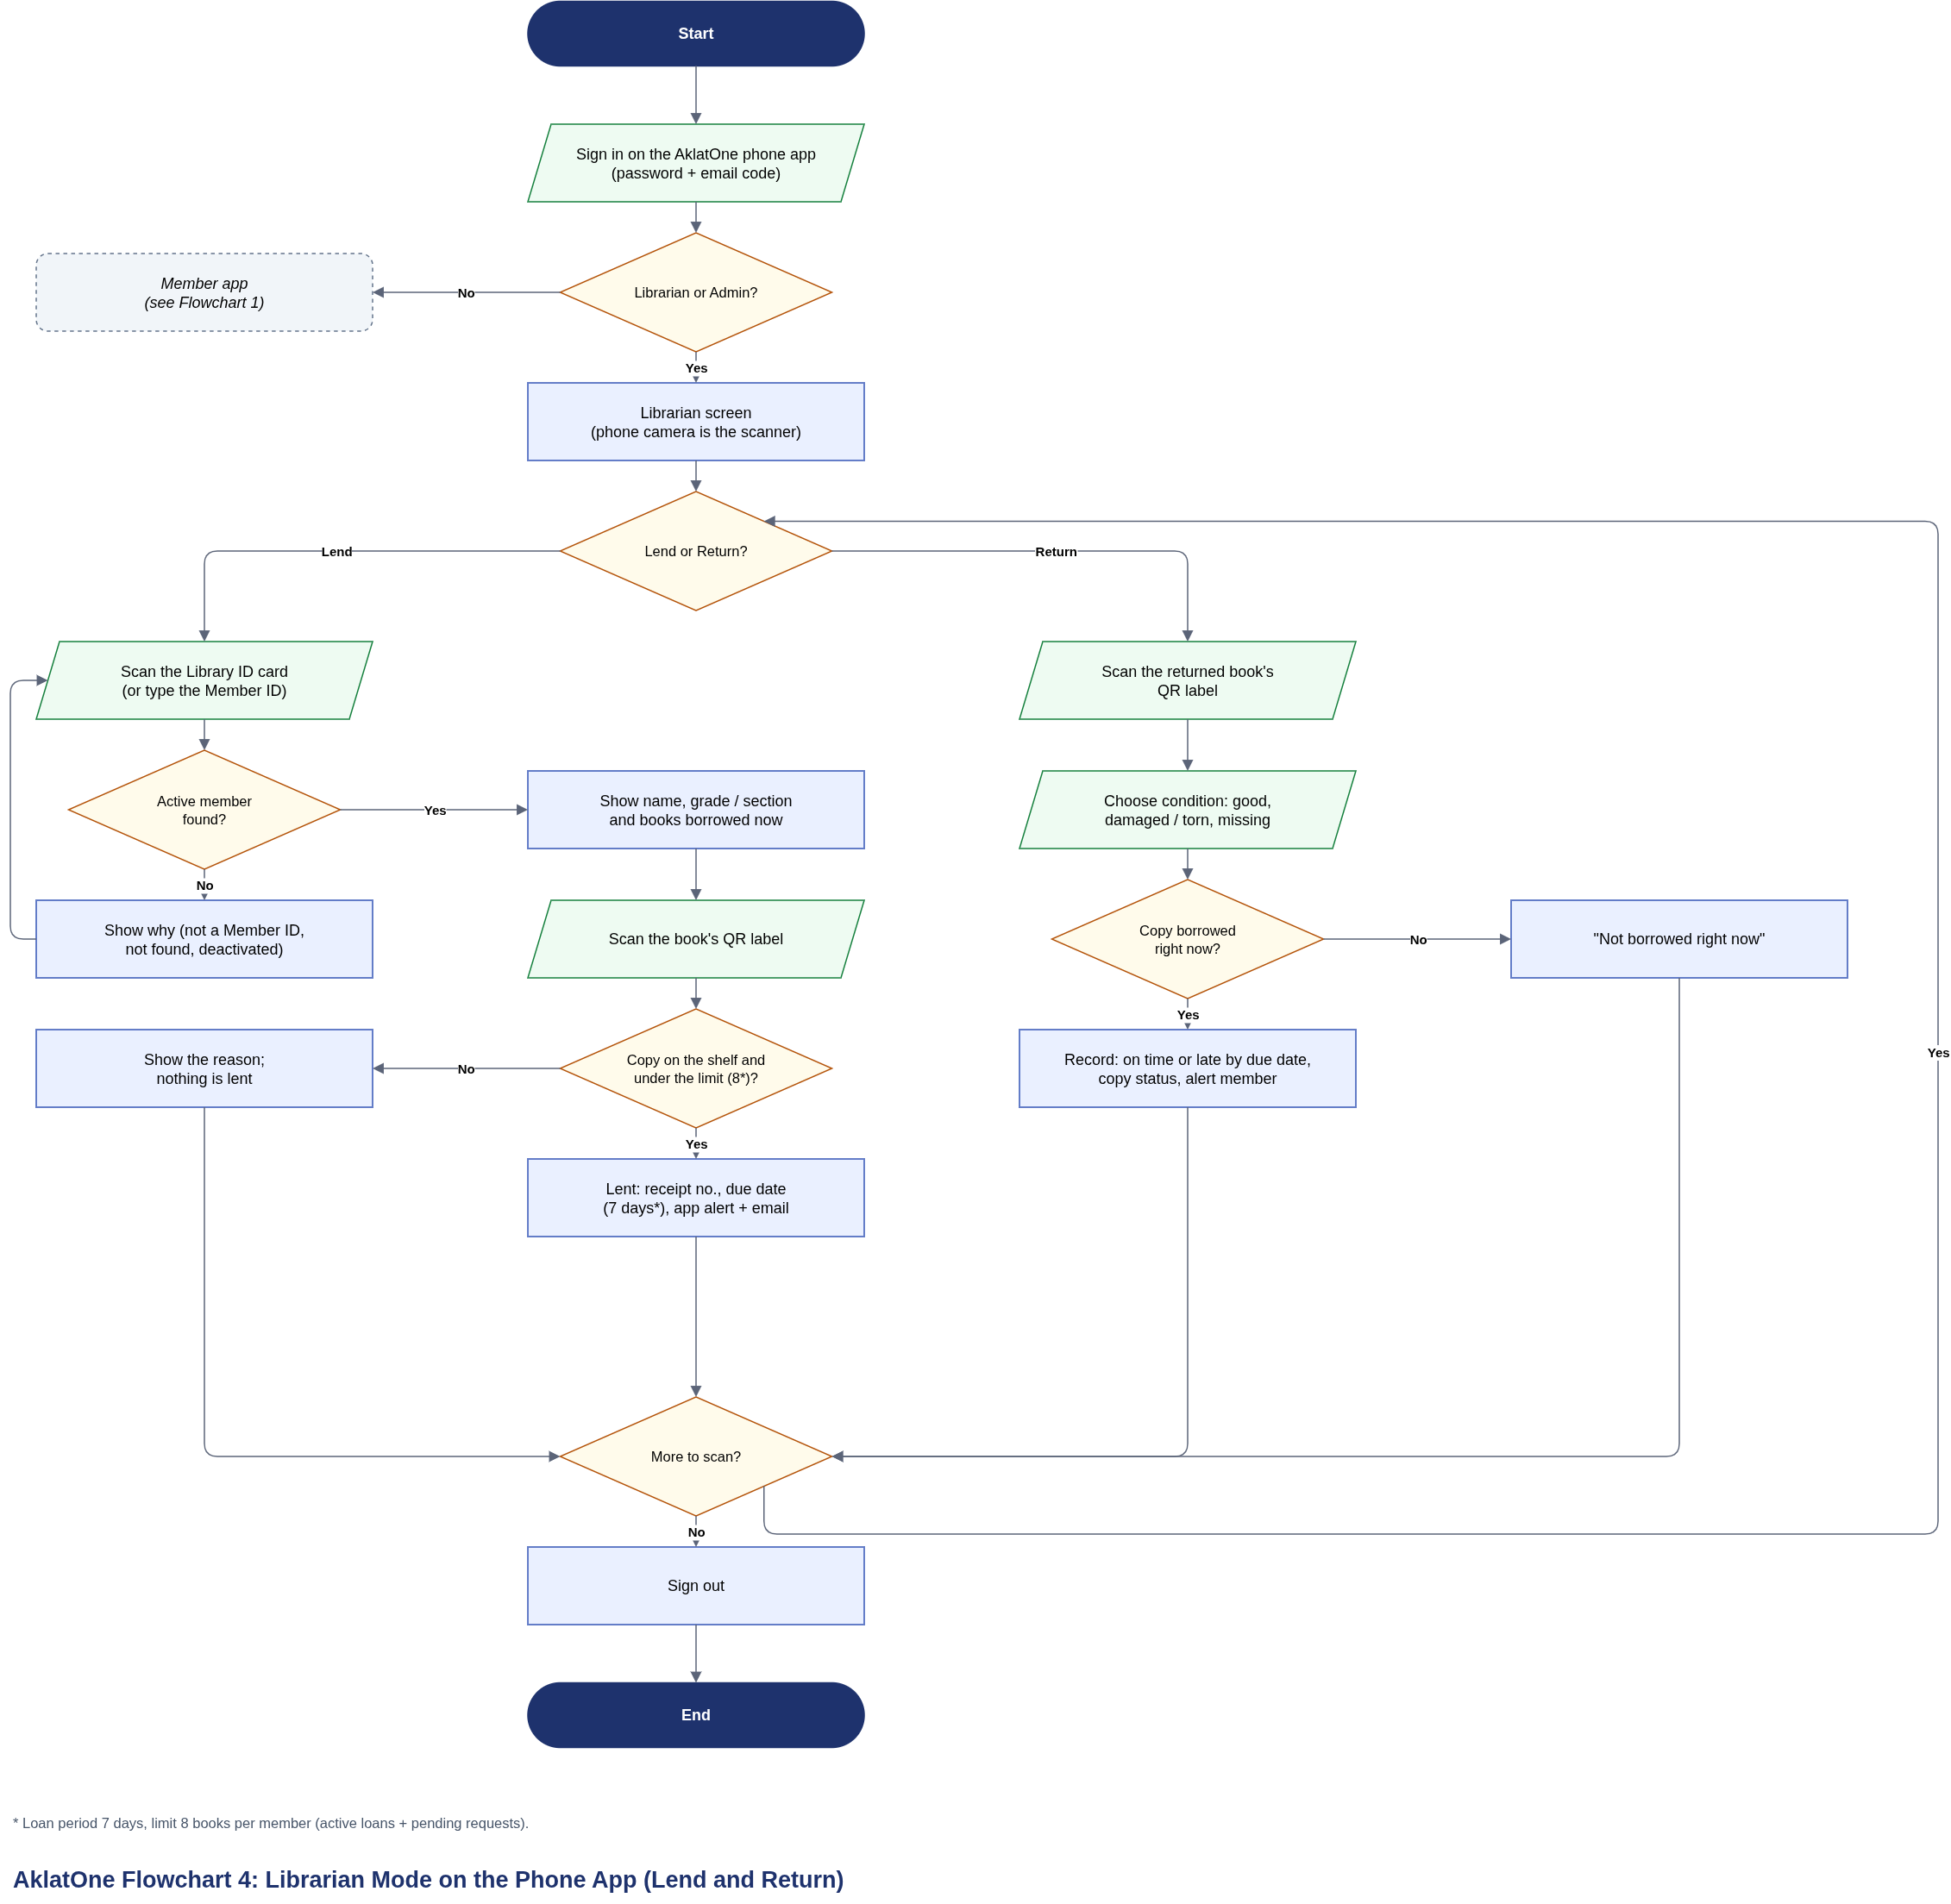 Start
Sign in on the AklatOne phone app
(password + email code)
Member app
(see Flowchart 1)
No
Librarian or Admin?
Yes
Librarian screen
(phone camera is the scanner)
Lend
Lend or Return?
Return
Scan the Library ID card
(or type the Member ID)
Scan the returned book's
QR label
Active member
found?
Yes
Show name, grade / section
and books borrowed now
Choose condition: good,
damaged / torn, missing
No
Show why (not a Member ID,
not found, deactivated)
Scan the book's QR label
Copy borrowed
right now?
No
"Not borrowed right now"
Yes
Show the reason;
nothing is lent
No
Copy on the shelf and
under the limit (8*)?
Record: on time or late by due date,
copy status, alert member
Yes
Yes
Lent: receipt no., due date
(7 days*), app alert + email
More to scan?
No
Sign out
End
* Loan period 7 days, limit 8 books per member (active loans + pending requests).
AklatOne Flowchart 4: Librarian Mode on the Phone App (Lend and Return)